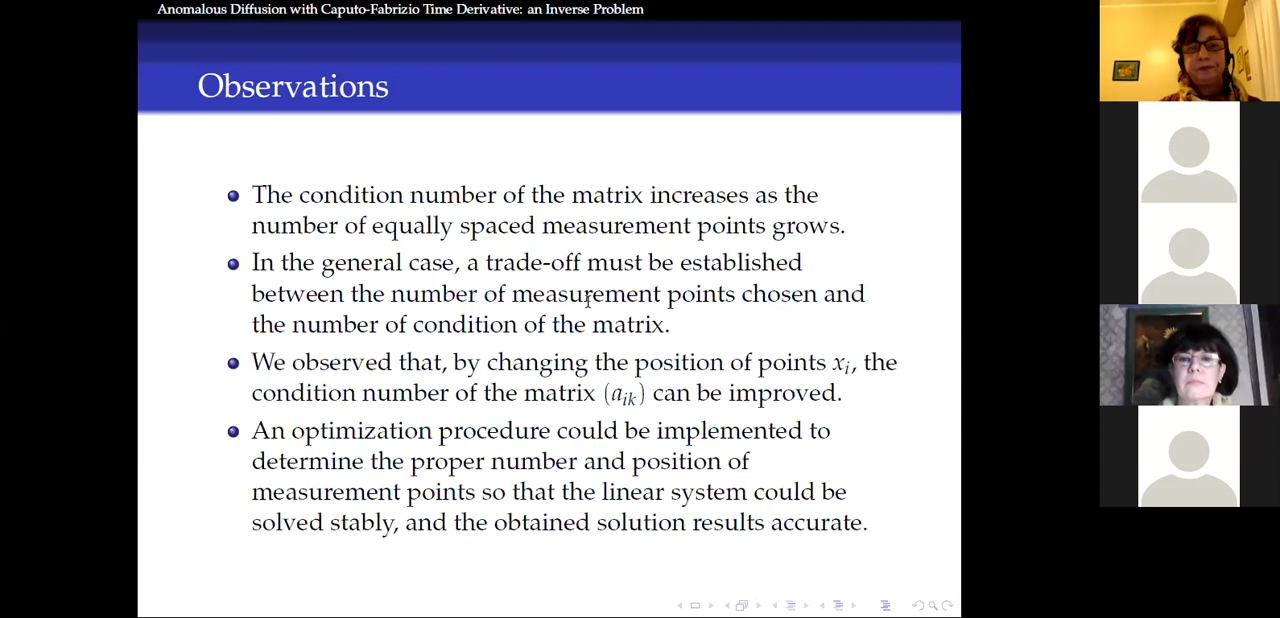 Anomalous Diffusion with Caputo-Fabrizio Time Derivative: an Inverse Problem
Observations
The condition number of the matrix increases as the
number of equally spaced measurement points grows.
In the general case, a trade-off must be established
between the number of measurement points chosen and
the number of condition of the matrix.
We observed that, by changing the position of points xᵢ, the
condition number of the matrix (aᵢₖ) can be improved.
An optimization procedure could be implemented to
determine the proper number and position of
measurement points so that the linear system could be
solved stably, and the obtained solution results accurate.